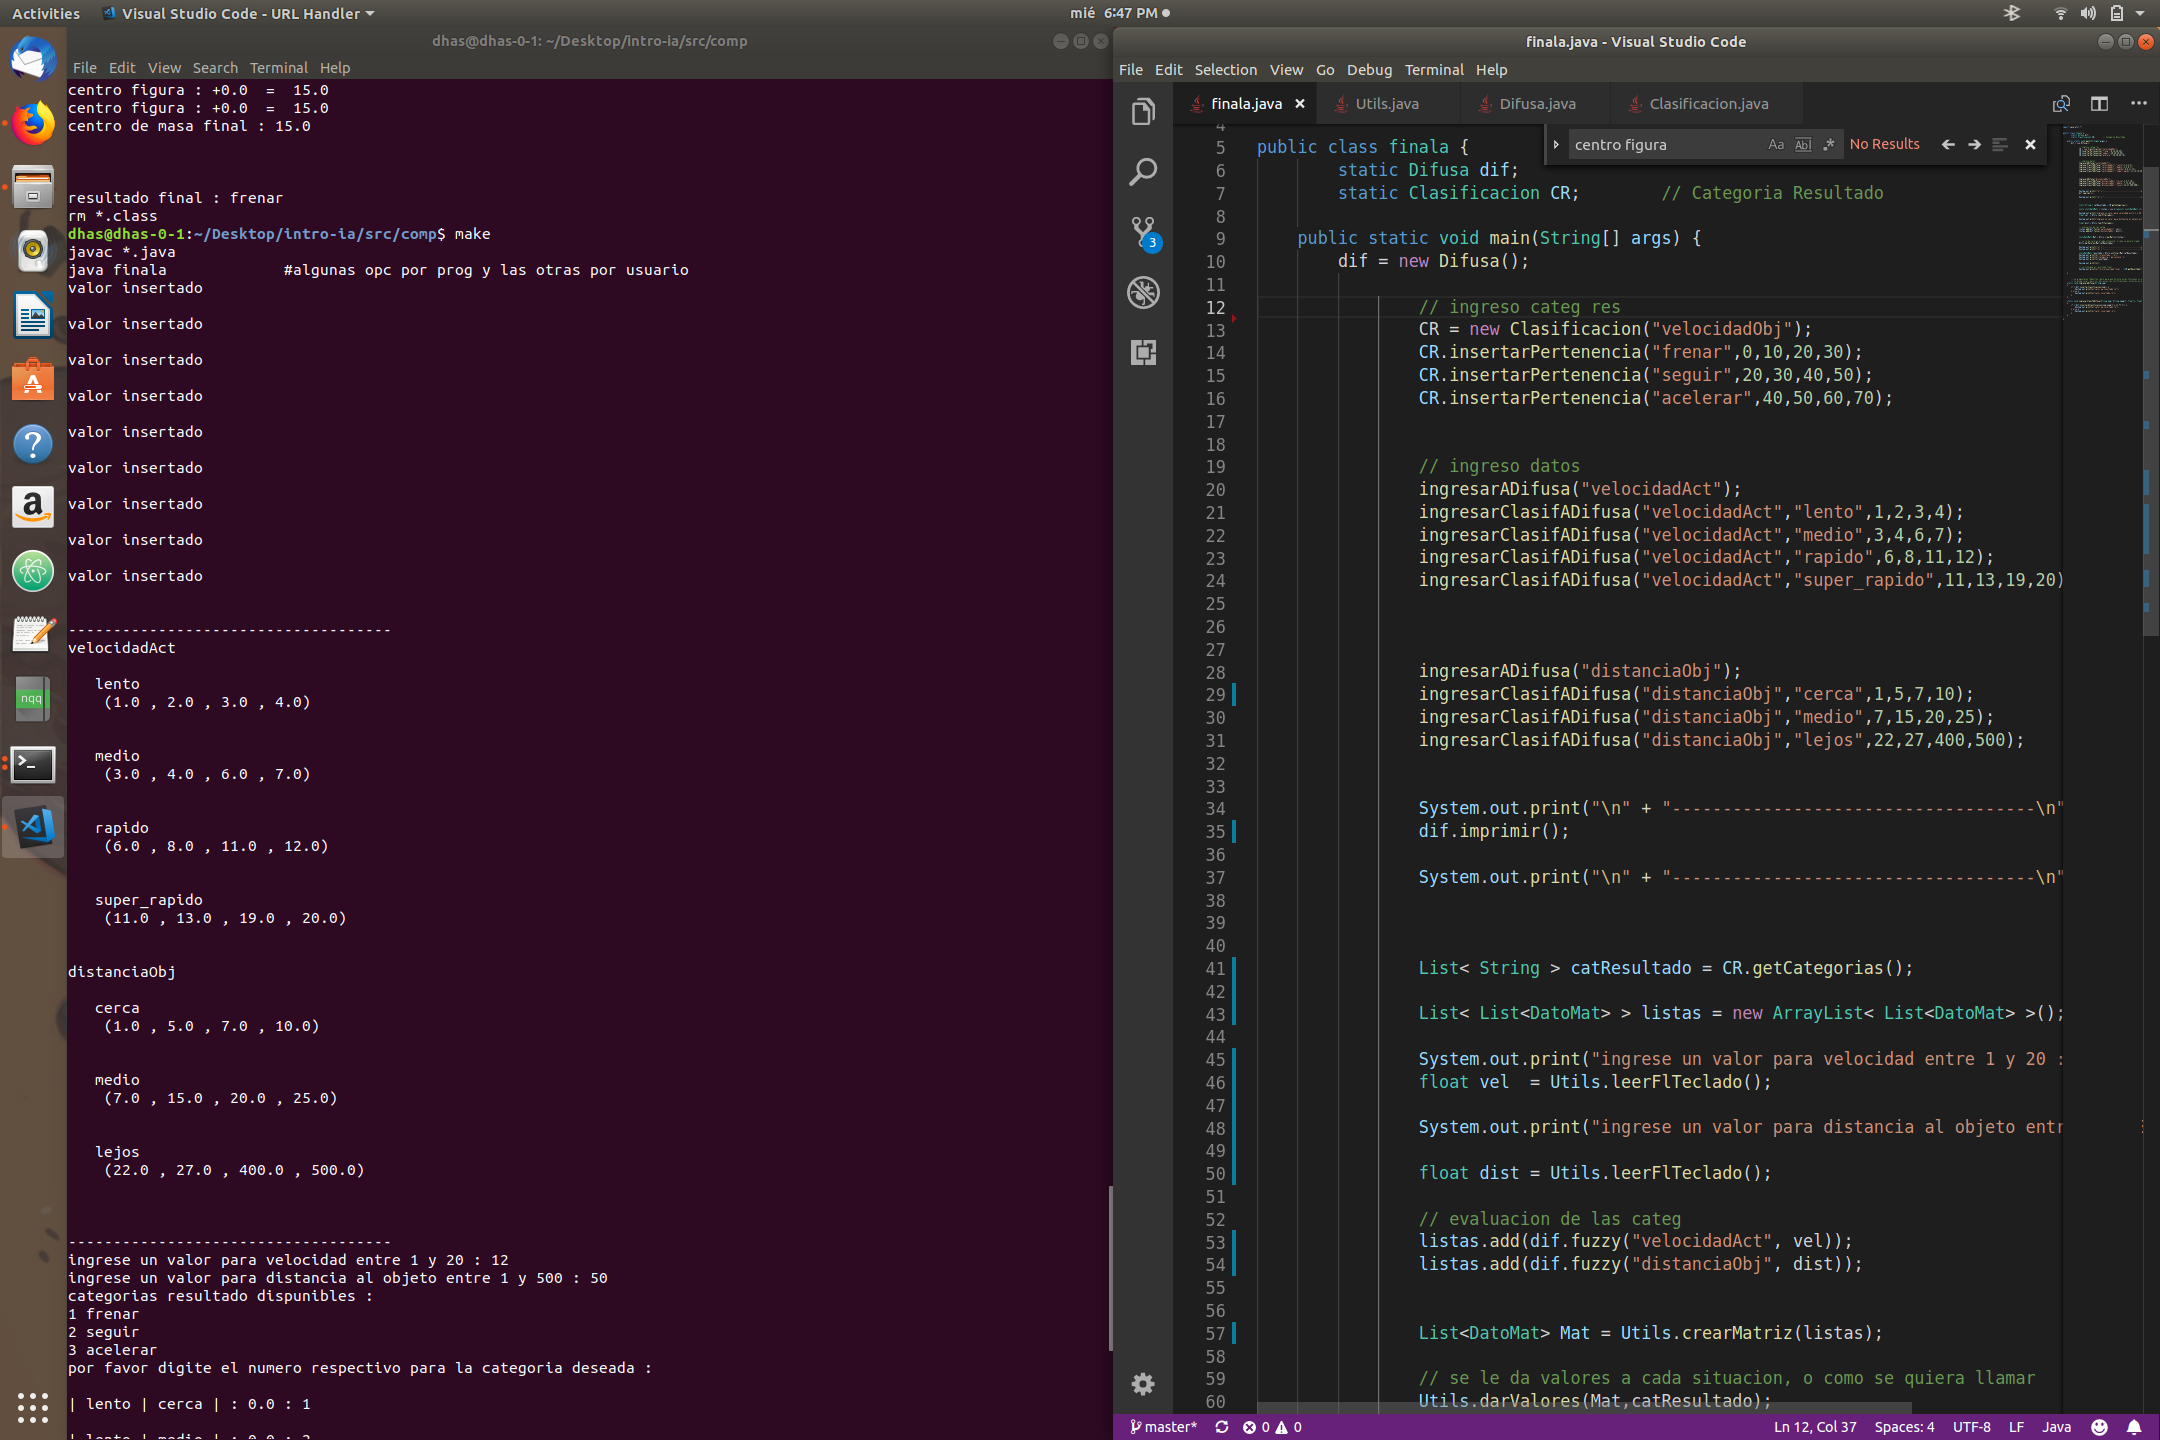 Activities
Visual Studio Code - URL Handler
mié 6:47 PM
dhas@dhas-0-1: ~/Desktop/intro-ia/src/comp
File Edit View Search Terminal Help
centro figura : +0.0  =  15.0
centro figura : +0.0  =  15.0
centro de masa final : 15.0
resultado final : frenar
rm *.class
dhas@dhas-0-1:~/Desktop/intro-ia/src/comp$ make
javac *.java
java finala             #algunas opc por prog y las otras por usuario
valor insertado
valor insertado
valor insertado
valor insertado
valor insertado
valor insertado
valor insertado
valor insertado
valor insertado
------------------------------------
velocidadAct
lento
(1.0 , 2.0 , 3.0 , 4.0)
medio
(3.0 , 4.0 , 6.0 , 7.0)
rapido
(6.0 , 8.0 , 11.0 , 12.0)
super_rapido
(11.0 , 13.0 , 19.0 , 20.0)
distanciaObj
cerca
(1.0 , 5.0 , 7.0 , 10.0)
medio
(7.0 , 15.0 , 20.0 , 25.0)
lejos
(22.0 , 27.0 , 400.0 , 500.0)
------------------------------------
ingrese un valor para velocidad entre 1 y 20 : 12
ingrese un valor para distancia al objeto entre 1 y 500 : 50
categorias resultado dispunibles :
1 frenar
2 seguir
3 acelerar
por favor digite el numero respectivo para la categoria deseada :
| lento | cerca | : 0.0 : 1
| lento | medio | : 0.0 :
finala.java - Visual Studio Code
File Edit Selection View Go Debug Terminal Help
finala.java Utils.java Difusa.java Clasificacion.java
centro figura Aa Abl .* No Results
4
5 public class finala {
6 static Difusa dif;
7 static Clasificacion CR;        // Categoria Resultado
8
9 public static void main(String[] args) {
10 dif = new Difusa();
11
12 // ingreso categ res
13 CR = new Clasificacion("velocidadObj");
14 CR.insertarPertenencia("frenar",0,10,20,30);
15 CR.insertarPertenencia("seguir",20,30,40,50);
16 CR.insertarPertenencia("acelerar",40,50,60,70);
17
18
19 // ingreso datos
20 ingresarADifusa("velocidadAct");
21 ingresarClasifADifusa("velocidadAct","lento",1,2,3,4);
22 ingresarClasifADifusa("velocidadAct","medio",3,4,6,7);
23 ingresarClasifADifusa("velocidadAct","rapido",6,8,11,12);
24 ingresarClasifADifusa("velocidadAct","super_rapido",11,13,19,20)
25
26
27
28 ingresarADifusa("distanciaObj");
29 ingresarClasifADifusa("distanciaObj","cerca",1,5,7,10);
30 ingresarClasifADifusa("distanciaObj","medio",7,15,20,25);
31 ingresarClasifADifusa("distanciaObj","lejos",22,27,400,500);
32
33
34 System.out.print("\n" + "------------------------------------\n"
35 dif.imprimir();
36
37 System.out.print("\n" + "------------------------------------\n"
38
39
40
41 List< String > catResultado = CR.getCategorias();
42
43 List< List<DatoMat> > listas = new ArrayList< List<DatoMat> >();
44
45 System.out.print("ingrese un valor para velocidad entre 1 y 20 :
46 float vel  = Utils.leerFlTeclado();
47
48 System.out.print("ingrese un valor para distancia al objeto entr
49
50 float dist = Utils.leerFlTeclado();
51
52 // evaluacion de las categ
53 listas.add(dif.fuzzy("velocidadAct", vel));
54 listas.add(dif.fuzzy("distanciaObj", dist));
55
56
57 List<DatoMat> Mat = Utils.crearMatriz(listas);
58
59 // se le da valores a cada situacion, o como se quiera llamar
60 Utils.darValores(Mat,catResultado);
3
nqq
master* 0 0
Ln 12, Col 37 Spaces: 4 UTF-8 LF Java